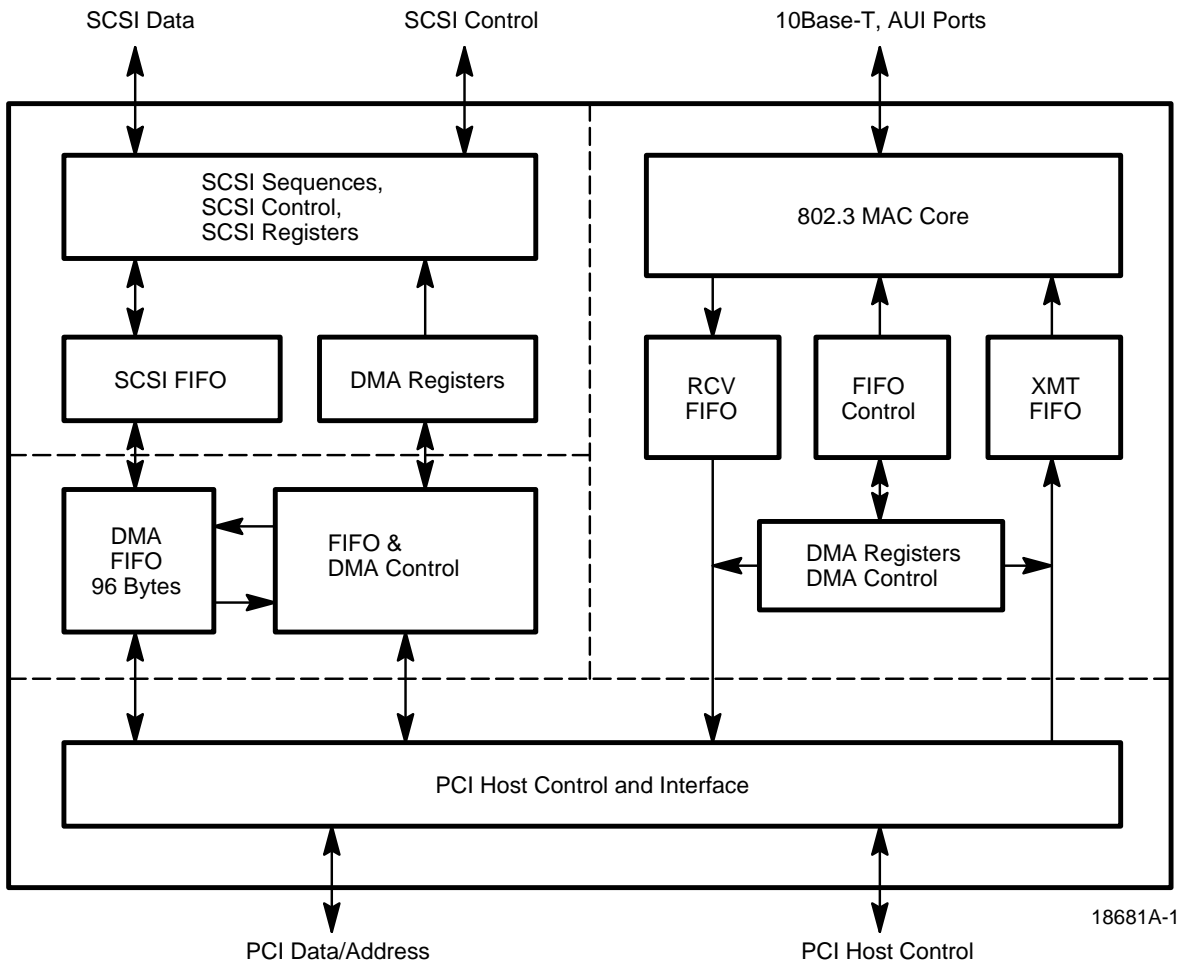 SCSI Data
SCSI Control
10Base-T, AUI Ports
SCSI Sequences,
SCSI Control,
SCSI Registers
802.3 MAC Core
SCSI FIFO
DMA Registers
RCV
FIFO
FIFO
Control
XMT
FIFO
DMA
FIFO
96 Bytes
FIFO &
DMA Control
DMA Registers
DMA Control
PCI Host Control and Interface
18681A-1
PCI Data/Address
PCI Host Control